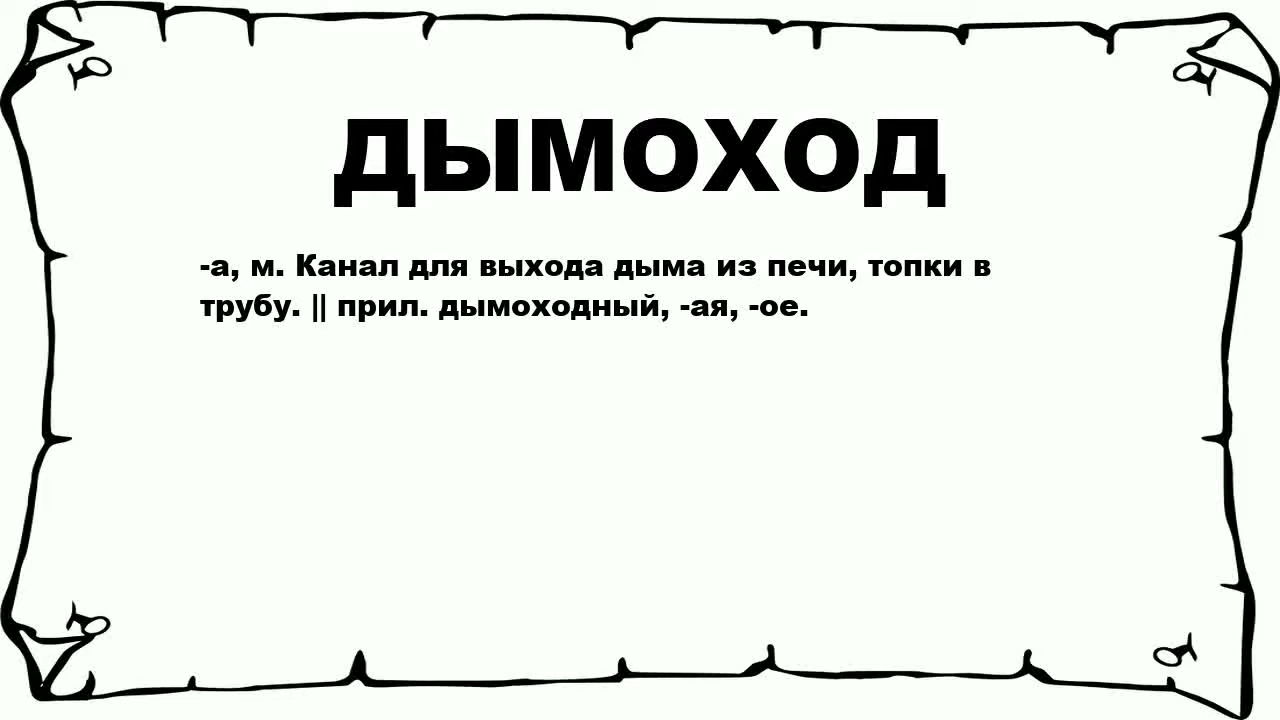 ДЫМОХОД
-а, м. Канал для выхода дыма из печи, топки в
трубу. || прил. дымоходный, -ая, -ое.